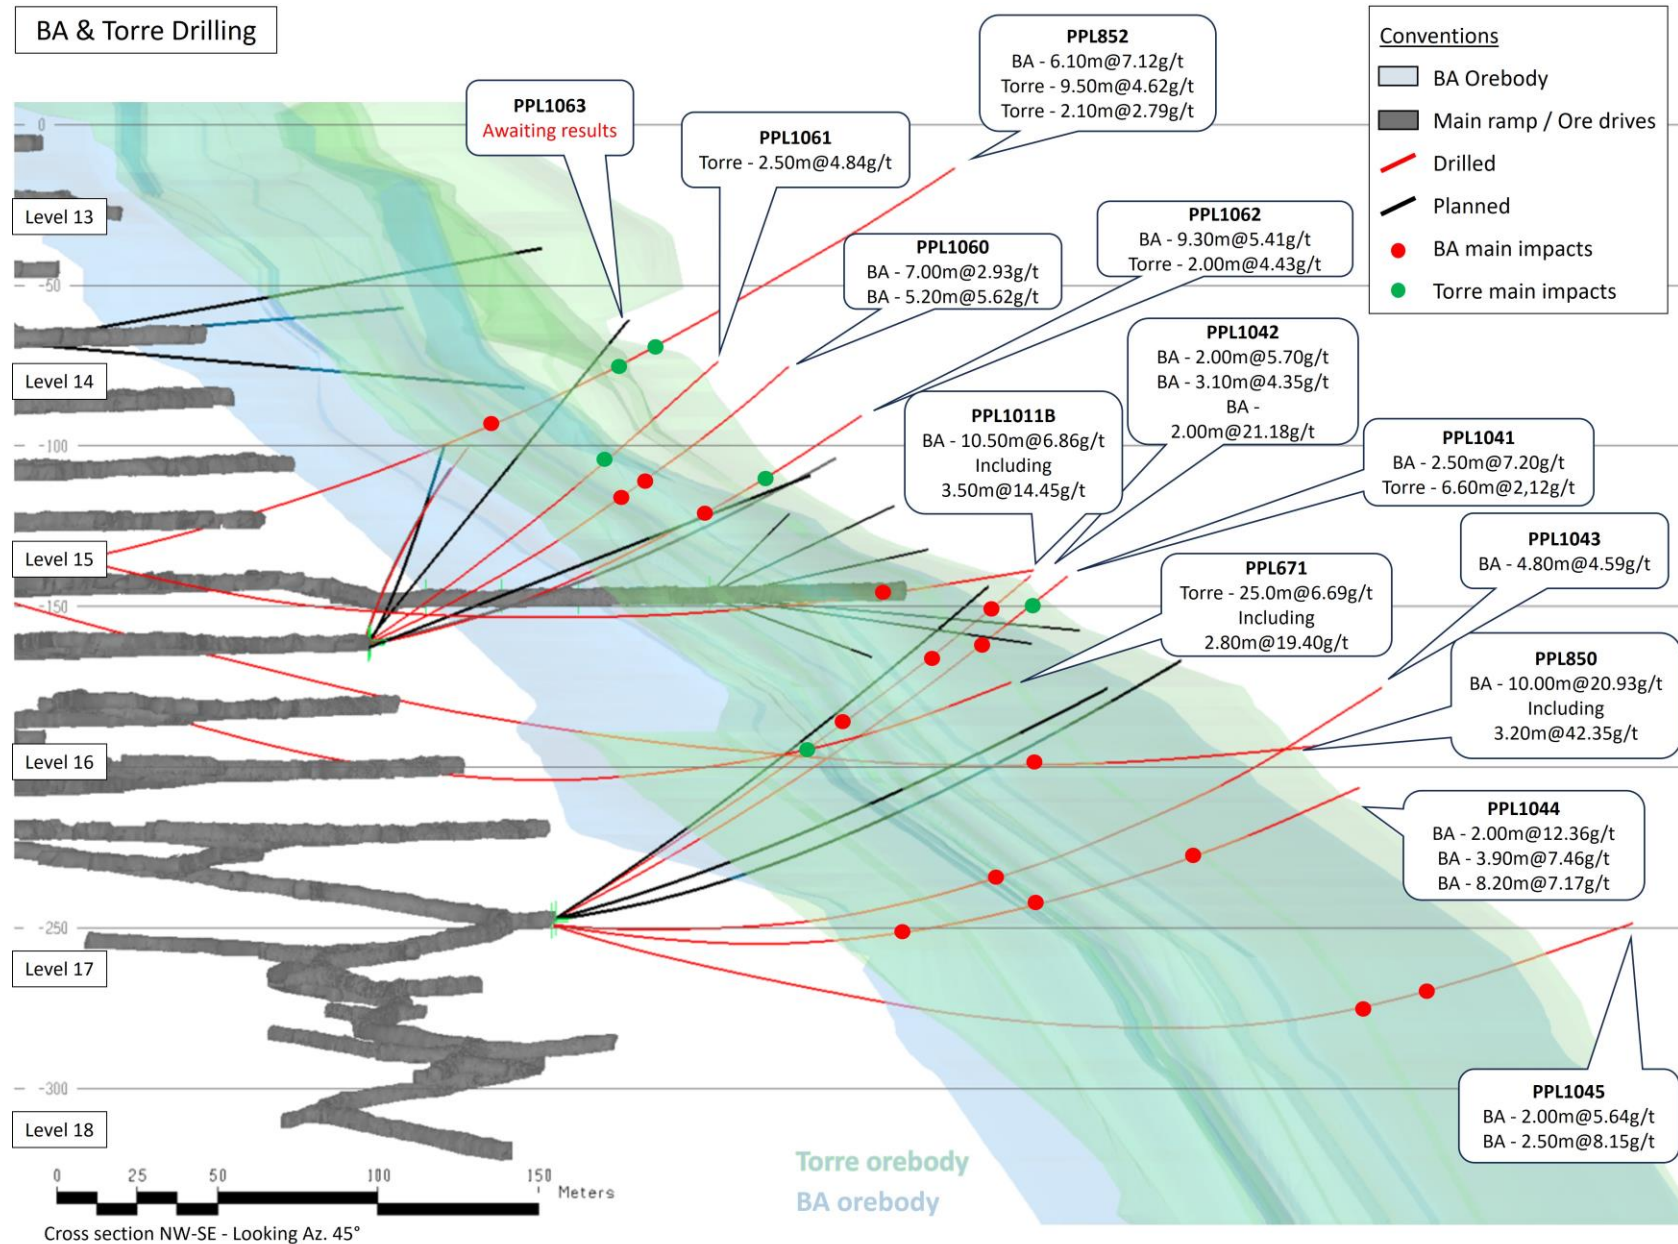 BA & Torre Drilling
PPL852
BA - 6.10m@7.12g/t
Torre - 9.50m@4.62g/t
Torre - 2.10m@2.79g/t
Conventions
BA Orebody
Main ramp / Ore drives
Drilled
Planned
BA main impacts
Torre main impacts
PPL1063
Awaiting results
PPL1061
Torre - 2.50m@4.84g/t
PPL1062
BA - 9.30m@5.41g/t
Torre - 2.00m@4.43g/t
PPL1060
BA - 7.00m@2.93g/t
BA - 5.20m@5.62g/t
PPL1042
BA - 2.00m@5.70g/t
BA - 3.10m@4.35g/t
BA -
2.00m@21.18g/t
PPL1011B
BA - 10.50m@6.86g/t
Including
3.50m@14.45g/t
PPL1041
BA - 2.50m@7.20g/t
Torre - 6.60m@2,12g/t
PPL1043
BA - 4.80m@4.59g/t
PPL671
Torre - 25.0m@6.69g/t
Including
2.80m@19.40g/t
PPL850
BA - 10.00m@20.93g/t
Including
3.20m@42.35g/t
PPL1044
BA - 2.00m@12.36g/t
BA - 3.90m@7.46g/t
BA - 8.20m@7.17g/t
PPL1045
BA - 2.00m@5.64g/t
BA - 2.50m@8.15g/t
0
Level 13
-50
Level 14
-100
Level 15
-150
Level 16
-250
Level 17
-300
Level 18
Torre orebody
BA orebody
0 25 50 100 150 Meters
Cross section NW-SE - Looking Az. 45°